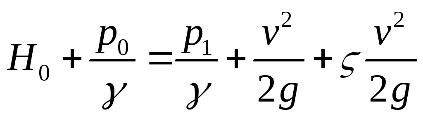 H₀ + p₀/γ = p₁/γ + v²/2g + ς v²/2g